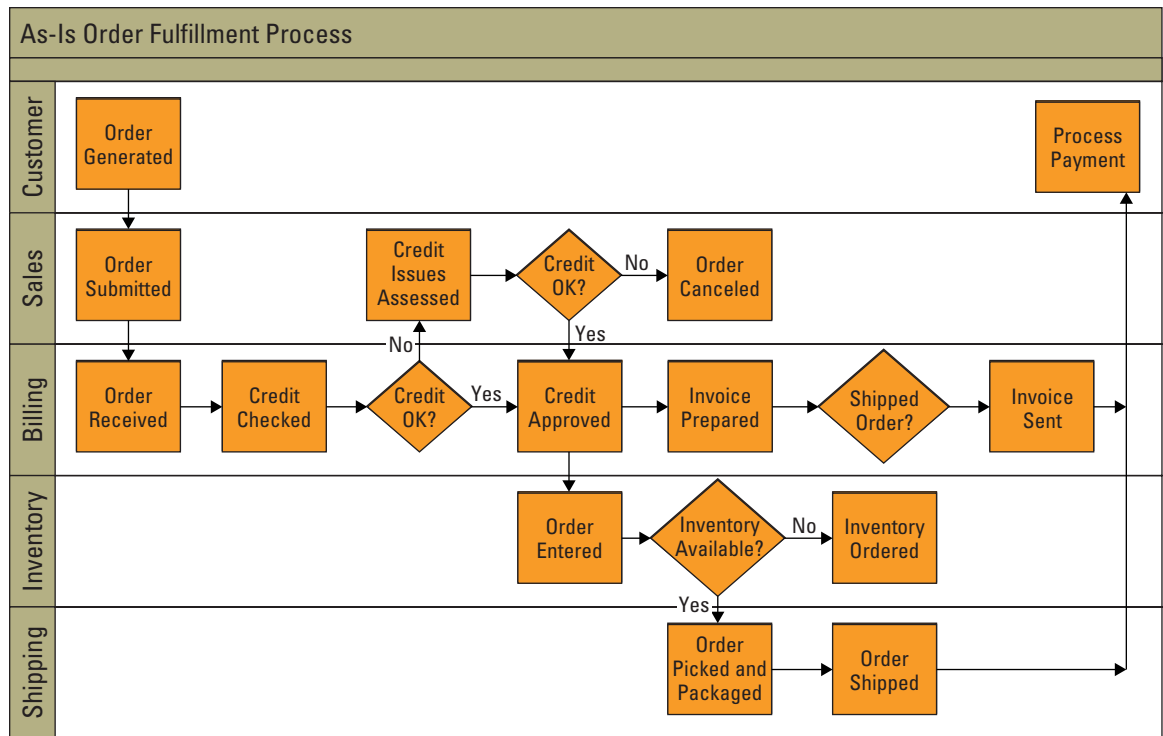 As-Is Order Fulfillment Process
Customer
Order
Generated
Process
Payment
Sales
Order
Submitted
Credit
Issues
Assessed
Credit
OK?
No
Order
Canceled
Yes
No
Billing
Order
Received
Credit
Checked
Credit
OK?
Yes
Credit
Approved
Invoice
Prepared
Shipped
Order?
Invoice
Sent
Inventory
Order
Entered
Inventory
Available?
No
Inventory
Ordered
Yes
Shipping
Order
Picked and
Packaged
Order
Shipped